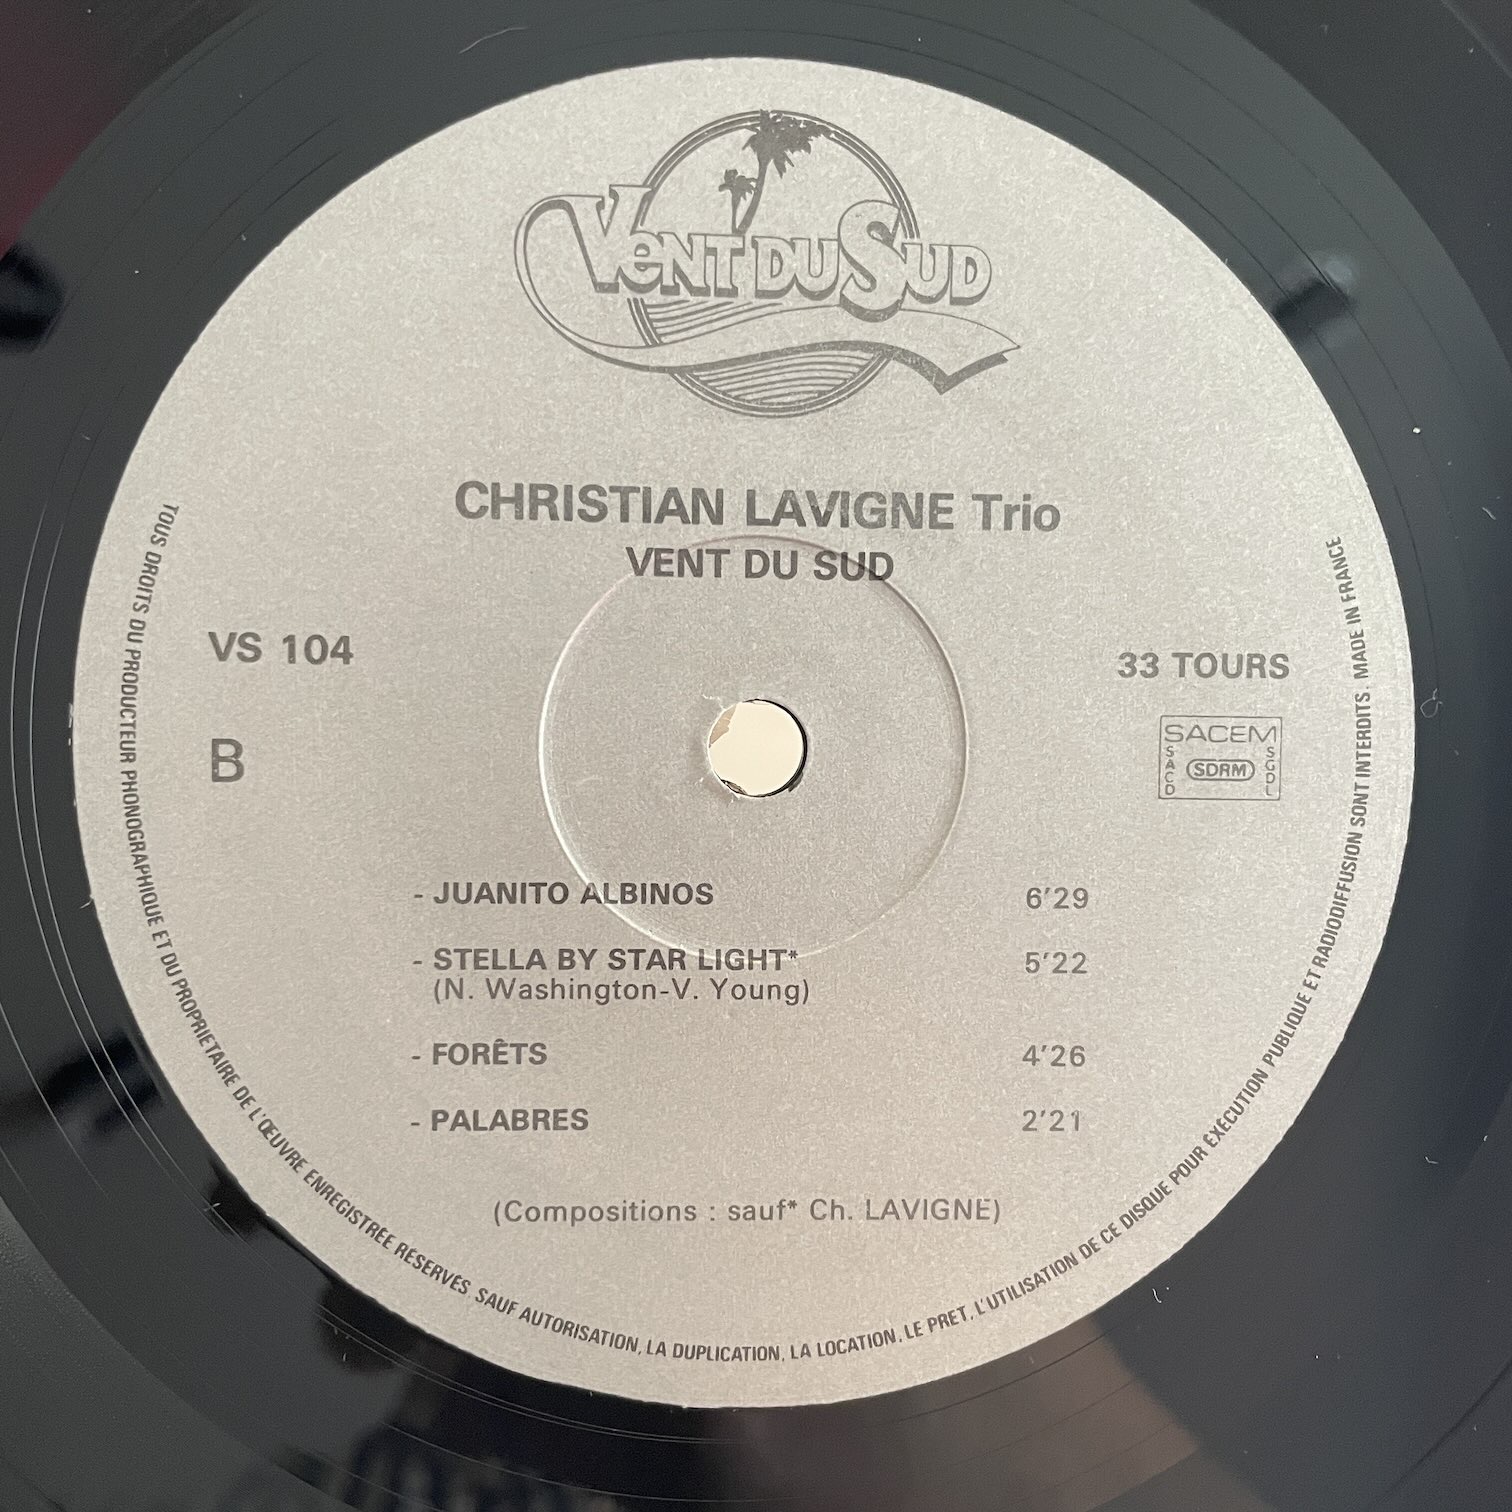 VENT DU SUD
CHRISTIAN LAVIGNE Trio
VENT DU SUD
VS 104
33 TOURS
B
SACEM
SACD
SDRM
SGDL
- JUANITO ALBINOS 6'29
- STELLA BY STAR LIGHT* 5'22
(N. Washington-V. Young)
- FORÊTS 4'26
- PALABRES 2'21
(Compositions : sauf* Ch. LAVIGNE)
TOUS DROITS DU PRODUCTEUR PHONOGRAPHIQUE ET DU PROPRIETAIRE DE L'ŒUVRE ENREGISTRÉE RÉSERVÉS. SAUF AUTORISATION, LA DUPLICATION, LA LOCATION, LE PRET, L'UTILISATION DE CE DISQUE POUR ÉXÉCUTION PUBLIQUE ET RADIODIFFUSION SONT INTERDITS. MADE IN FRANCE